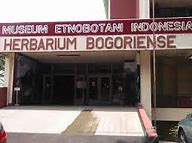 MUSEUM ETNOBOTANI INDONESIA
HERBARIUM BOGORIENSE